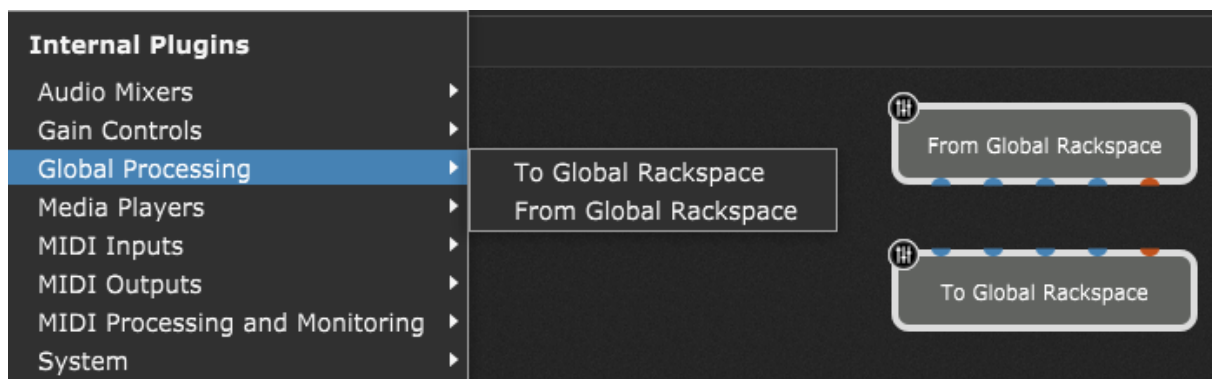 Internal Plugins
Audio Mixers
Gain Controls
Global Processing
Media Players
MIDI Inputs
MIDI Outputs
MIDI Processing and Monitoring
System
To Global Rackspace
From Global Rackspace
From Global Rackspace
To Global Rackspace